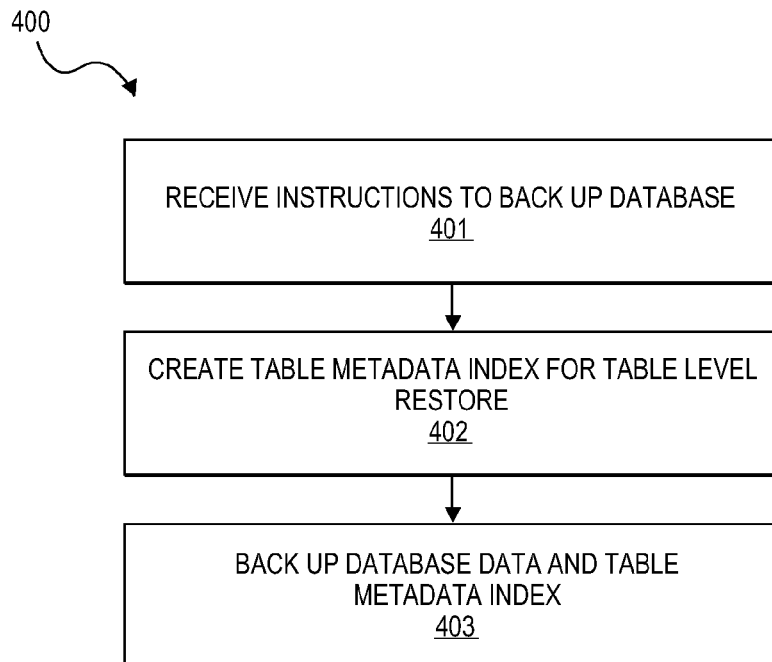 400
RECEIVE INSTRUCTIONS TO BACK UP DATABASE
401
CREATE TABLE METADATA INDEX FOR TABLE LEVEL
RESTORE
402
BACK UP DATABASE DATA AND TABLE
METADATA INDEX
403